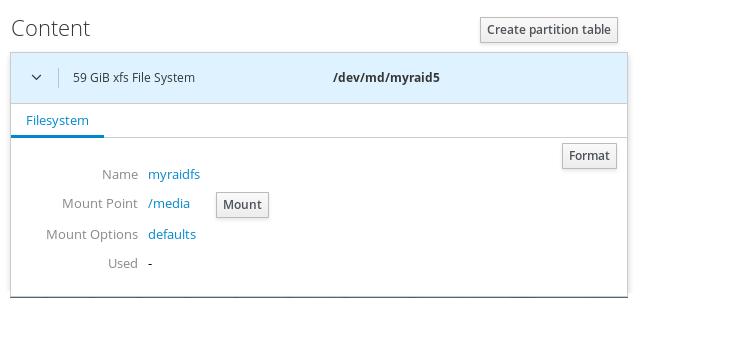 Content
Create partition table
59 GiB xfs File System /dev/md/myraid5
Filesystem
Format
Name myraidfs
Mount Point /media Mount
Mount Options defaults
Used -